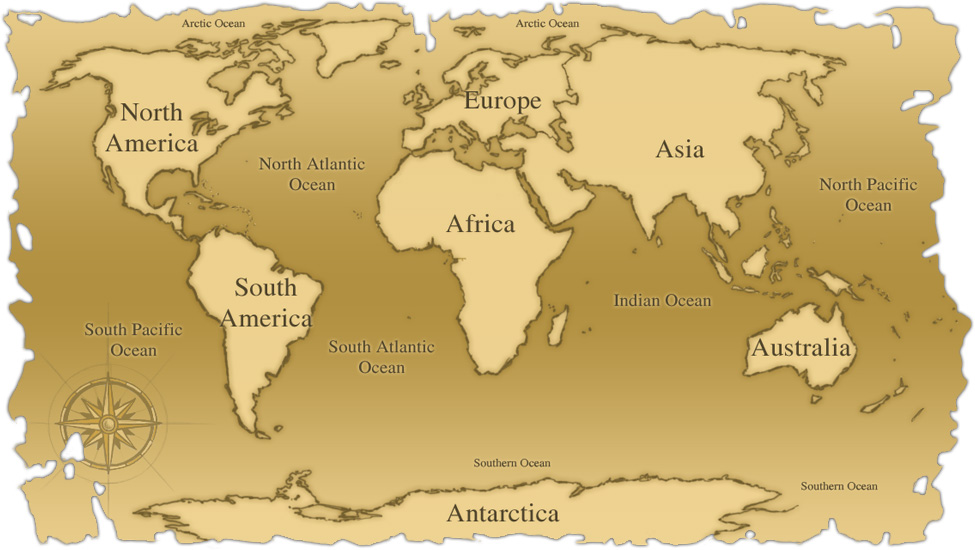 Arctic Ocean
Arctic Ocean
North
America
Europe
Asia
North Atlantic
Ocean
North Pacific
Ocean
Africa
South
America
Indian Ocean
South Pacific
Ocean
South Atlantic
Ocean
Australia
Southern Ocean
Southern Ocean
Antarctica